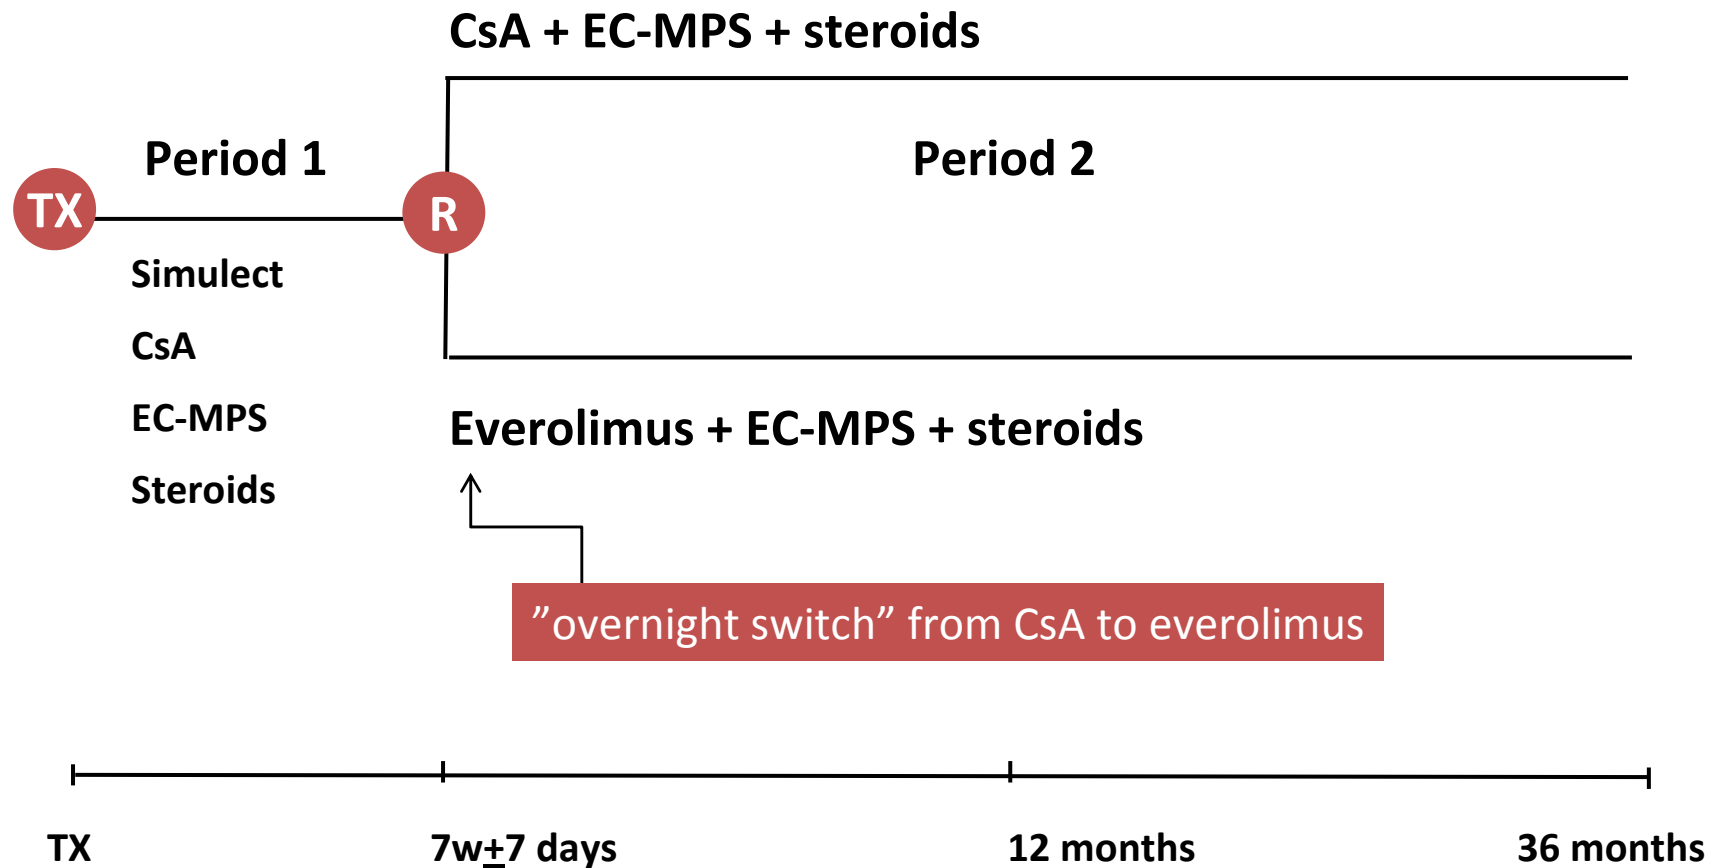 CsA + EC-MPS + steroids
Period 1
Period 2
TX
R
Simulect
CsA
EC-MPS
Steroids
Everolimus + EC-MPS + steroids
”overnight switch” from CsA to everolimus
TX
7w±7 days
12 months
36 months